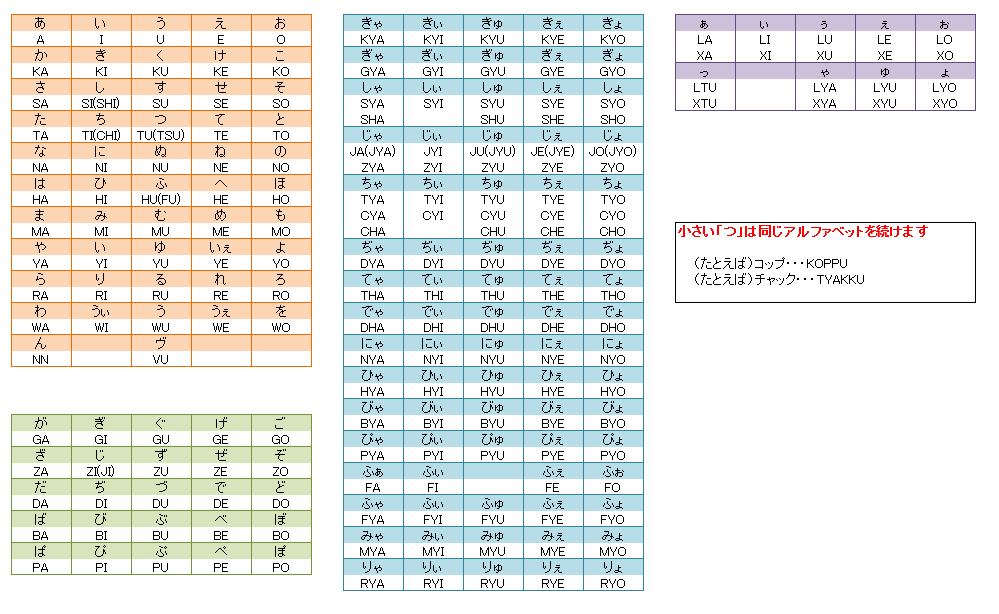 あ い う え お
A I U E O
か き く け こ
KA KI KU KE KO
さ し す せ そ
SA SI(SHI) SU SE SO
た ち つ て と
TA TI(CHI) TU(TSU) TE TO
な に ぬ ね の
NA NI NU NE NO
は ひ ふ へ ほ
HA HI HU(FU) HE HO
ま み む め も
MA MI MU ME MO
や い ゆ いぇ よ
YA YI YU YE YO
ら り る れ ろ
RA RI RU RE RO
わ うぃ う うぇ を
WA WI WU WE WO
ん ヴ
NN VU
が ぎ ぐ げ ご
GA GI GU GE GO
ざ じ ず ぜ ぞ
ZA ZI(JI) ZU ZE ZO
だ ぢ づ で ど
DA DI DU DE DO
ば び ぶ べ ぼ
BA BI BU BE BO
ぱ ぴ ぷ ぺ ぽ
PA PI PU PE PO
きゃ きぃ きゅ きぇ きょ
KYA KYI KYU KYE KYO
ぎゃ ぎぃ ぎゅ ぎぇ ぎょ
GYA GYI GYU GYE GYO
しゃ しぃ しゅ しぇ しょ
SYA SYI SYU SYE SYO
SHA SHU SHE SHO
じゃ じぃ じゅ じぇ じょ
JA(JYA) JYI JU(JYU) JE(JYE) JO(JYO)
ZYA ZYI ZYU ZYE ZYO
ちゃ ちぃ ちゅ ちぇ ちょ
TYA TYI TYU TYE TYO
CYA CYI CYU CYE CYO
CHA CHU CHE CHO
ぢゃ ぢぃ ぢゅ ぢぇ ぢょ
DYA DYI DYU DYE DYO
てゃ てぃ てゅ てぇ てょ
THA THI THU THE THO
でゃ でぃ でゅ でぇ でょ
DHA DHI DHU DHE DHO
にゃ にぃ にゅ にぇ にょ
NYA NYI NYU NYE NYO
ひゃ ひぃ ひゅ ひぇ ひょ
HYA HYI HYU HYE HYO
びゃ びぃ びゅ びぇ びょ
BYA BYI BYU BYE BYO
ぴゃ ぴぃ ぴゅ ぴぇ ぴょ
PYA PYI PYU PYE PYO
ふぁ ふぃ ふぇ ふぉ
FA FI FE FO
ふゃ ふぃ ふゅ ふぇ ふょ
FYA FYI FYU FYE FYO
みゃ みぃ みゅ みぇ みょ
MYA MYI MYU MYE MYO
りゃ りぃ りゅ りぇ りょ
RYA RYI RYU RYE RYO
ぁ ぃ ぅ ぇ ぉ
LA LI LU LE LO
XA XI XU XE XO
っ ゃ ゅ ょ
LTU LYA LYU LYO
XTU XYA XYU XYO
小さい「つ」は同じアルファベットを続けます
（たとえば）コップ・・・KOPPU
（たとえば）チャック・・・TYAKKU